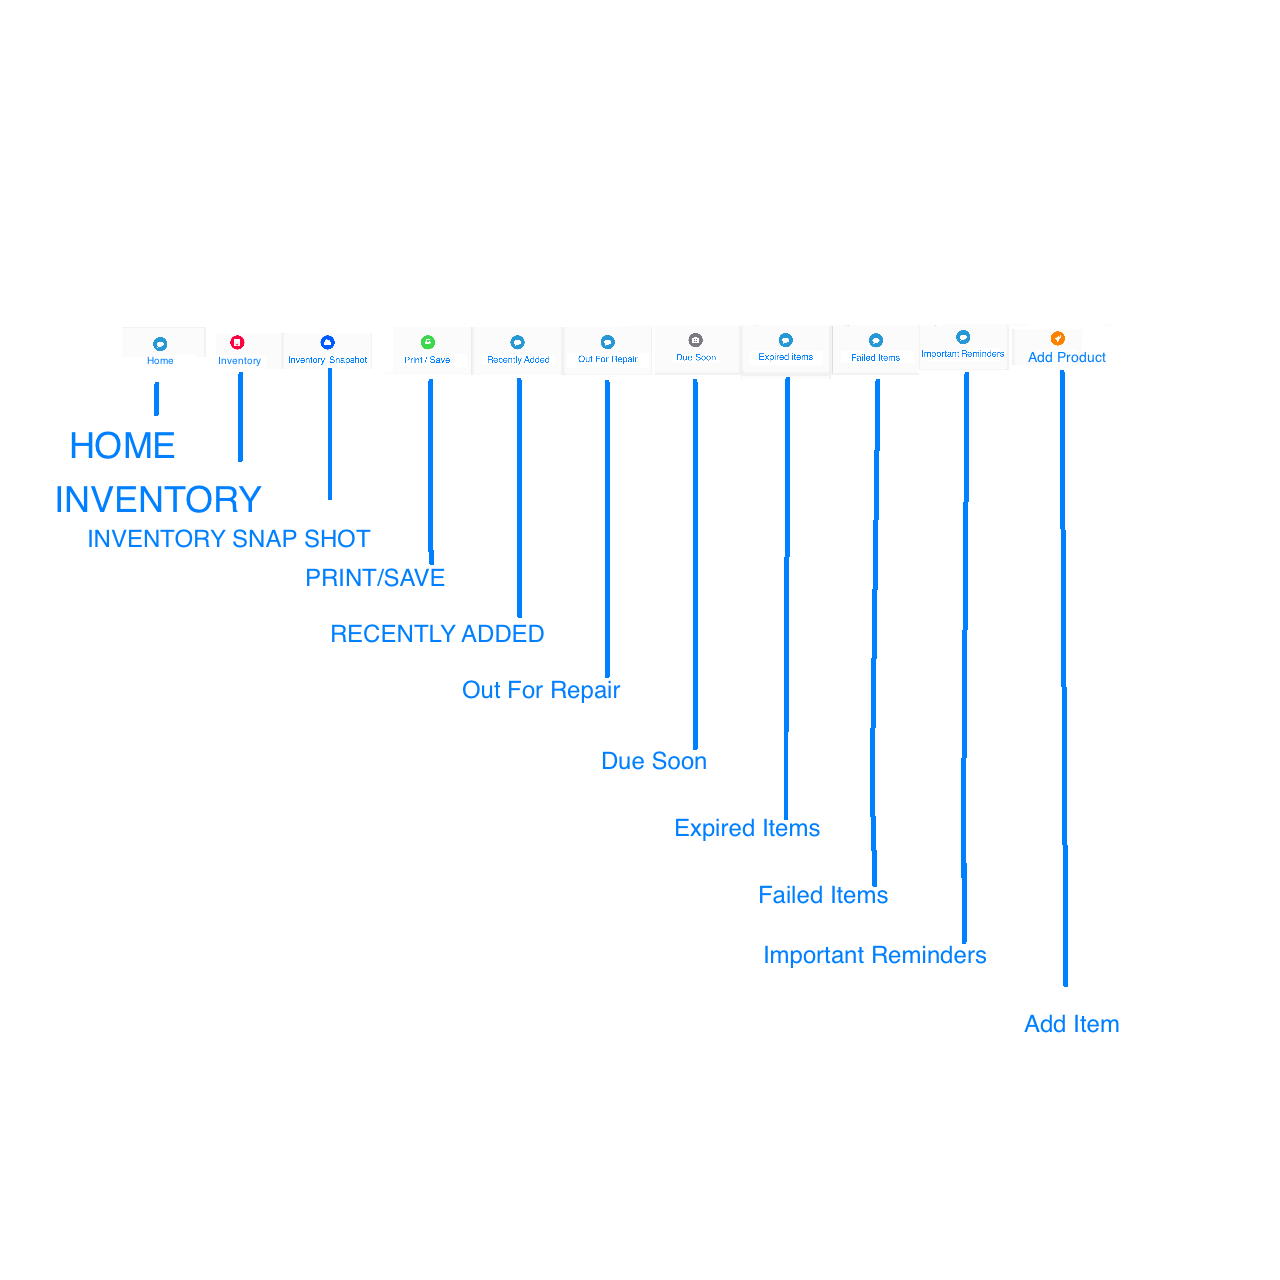 Home
Inventory
Inventory Snapshot
Print / Save
Recently Added
Out For Repair
Due Soon
Expired items
Failed Items
Important Reminders
Add Product
HOME
INVENTORY
INVENTORY SNAP SHOT
PRINT/SAVE
RECENTLY ADDED
Out For Repair
Due Soon
Expired Items
Failed Items
Important Reminders
Add Item